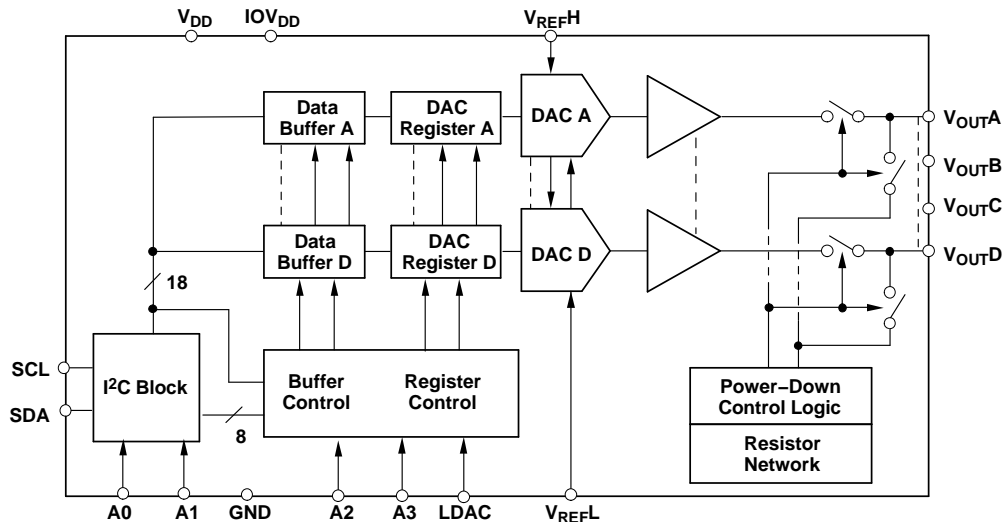 VDD IOVDD VREFH
Data
Buffer A
DAC
Register A
DAC A
VOUTA
VOUTB
VOUTC
Data
Buffer D
DAC
Register D
DAC D
VOUTD
18
SCL
SDA
I2C Block
Buffer
Control
Register
Control
8
Power−Down
Control Logic
Resistor
Network
A0 A1 GND A2 A3 LDAC VREFL